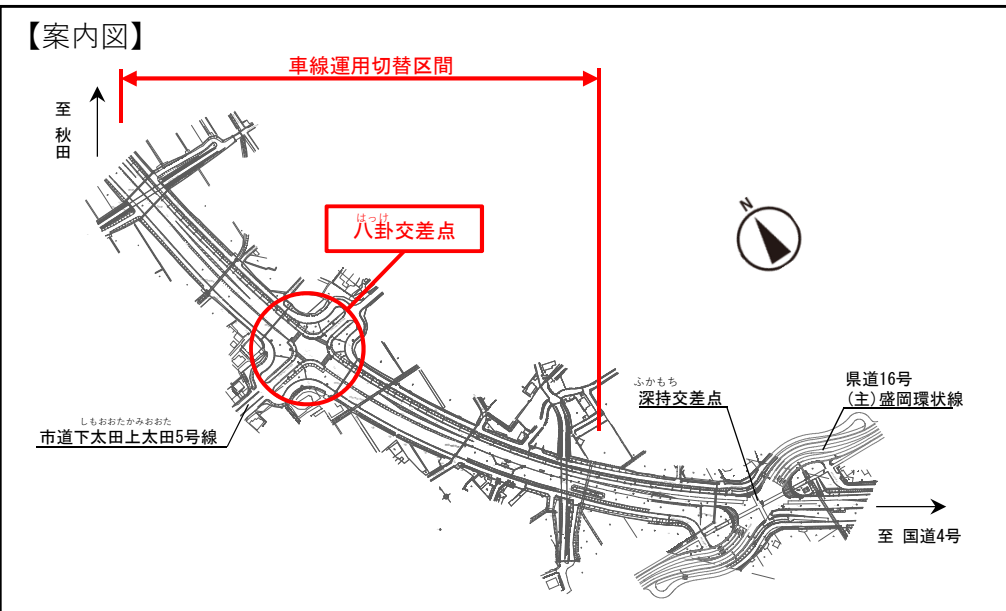 【案内図】
車線運用切替区間
至
秋
田
N
はっけ
八卦交差点
ふかもち
深持交差点
県道16号
(主)盛岡環状線
しもおおたかみおおた
市道下太田上太田5号線
至 国道4号